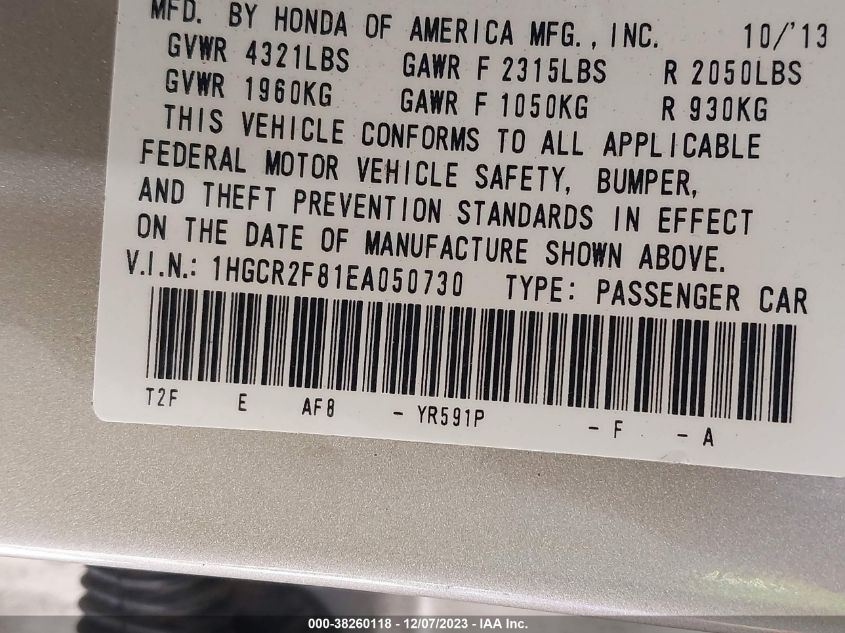 MFD. BY HONDA OF AMERICA MFG., INC. 10/'13
GVWR 4321LBS GAWR F 2315LBS R 2050LBS
GVWR 1960KG GAWR F 1050KG R 930KG
THIS VEHICLE CONFORMS TO ALL APPLICABLE
FEDERAL MOTOR VEHICLE SAFETY, BUMPER,
AND THEFT PREVENTION STANDARDS IN EFFECT
ON THE DATE OF MANUFACTURE SHOWN ABOVE.
V.I.N.: 1HGCR2F81EA050730 TYPE: PASSENGER CAR
T2F E AF8 - YR591P - F - A
000-38260118 - 12/07/2023 - IAA Inc.